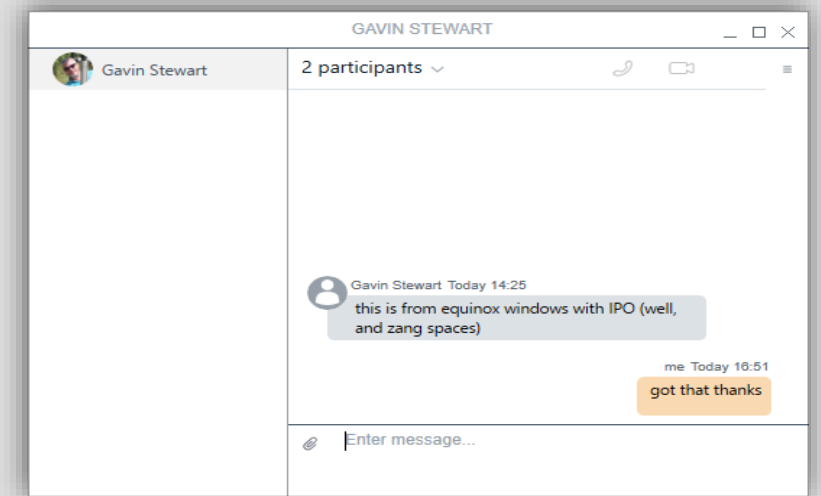 GAVIN STEWART
Gavin Stewart
2 participants
Gavin Stewart Today 14:25
this is from equinox windows with IPO (well,
and zang spaces)
me Today 16:51
got that thanks
Enter message...